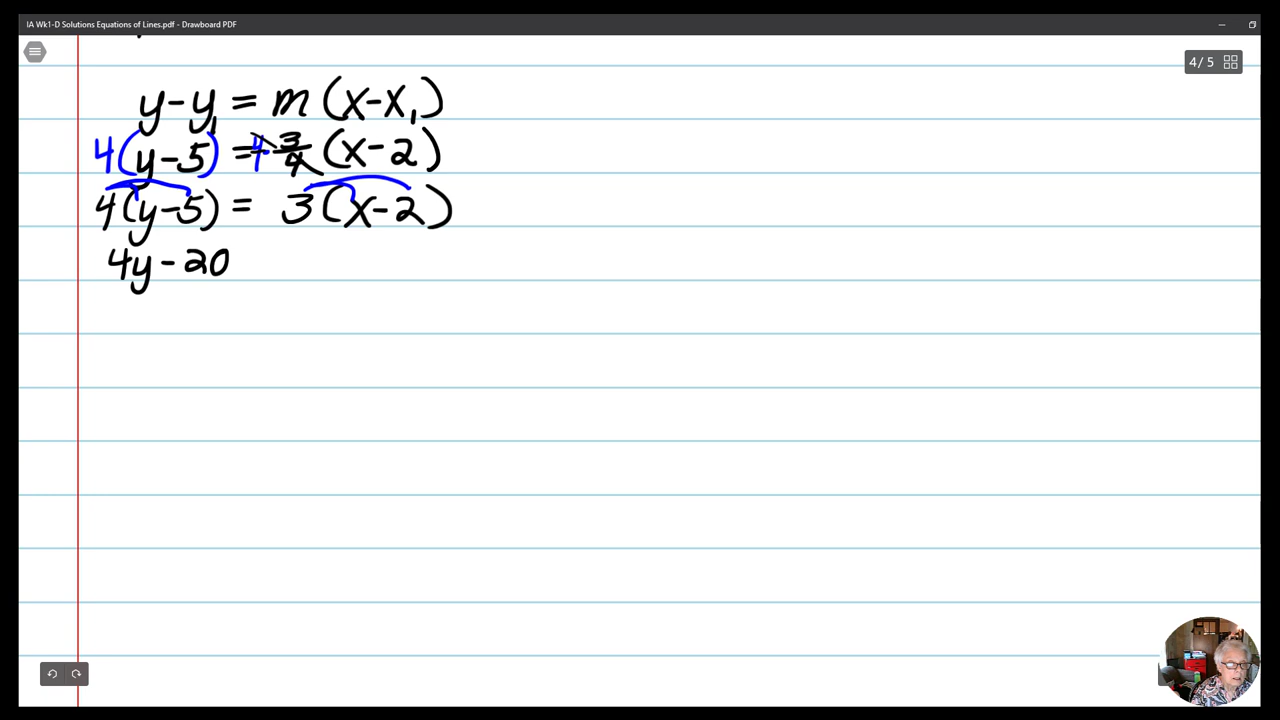 IA Wk1-D Solutions Equations of Lines.pdf - Drawboard PDF
4 / 5
y - y₁ = m (x - x₁)
4(y - 5) = 4 · 3/4 (x - 2)
4(y - 5) = 3(x - 2)
4y - 20